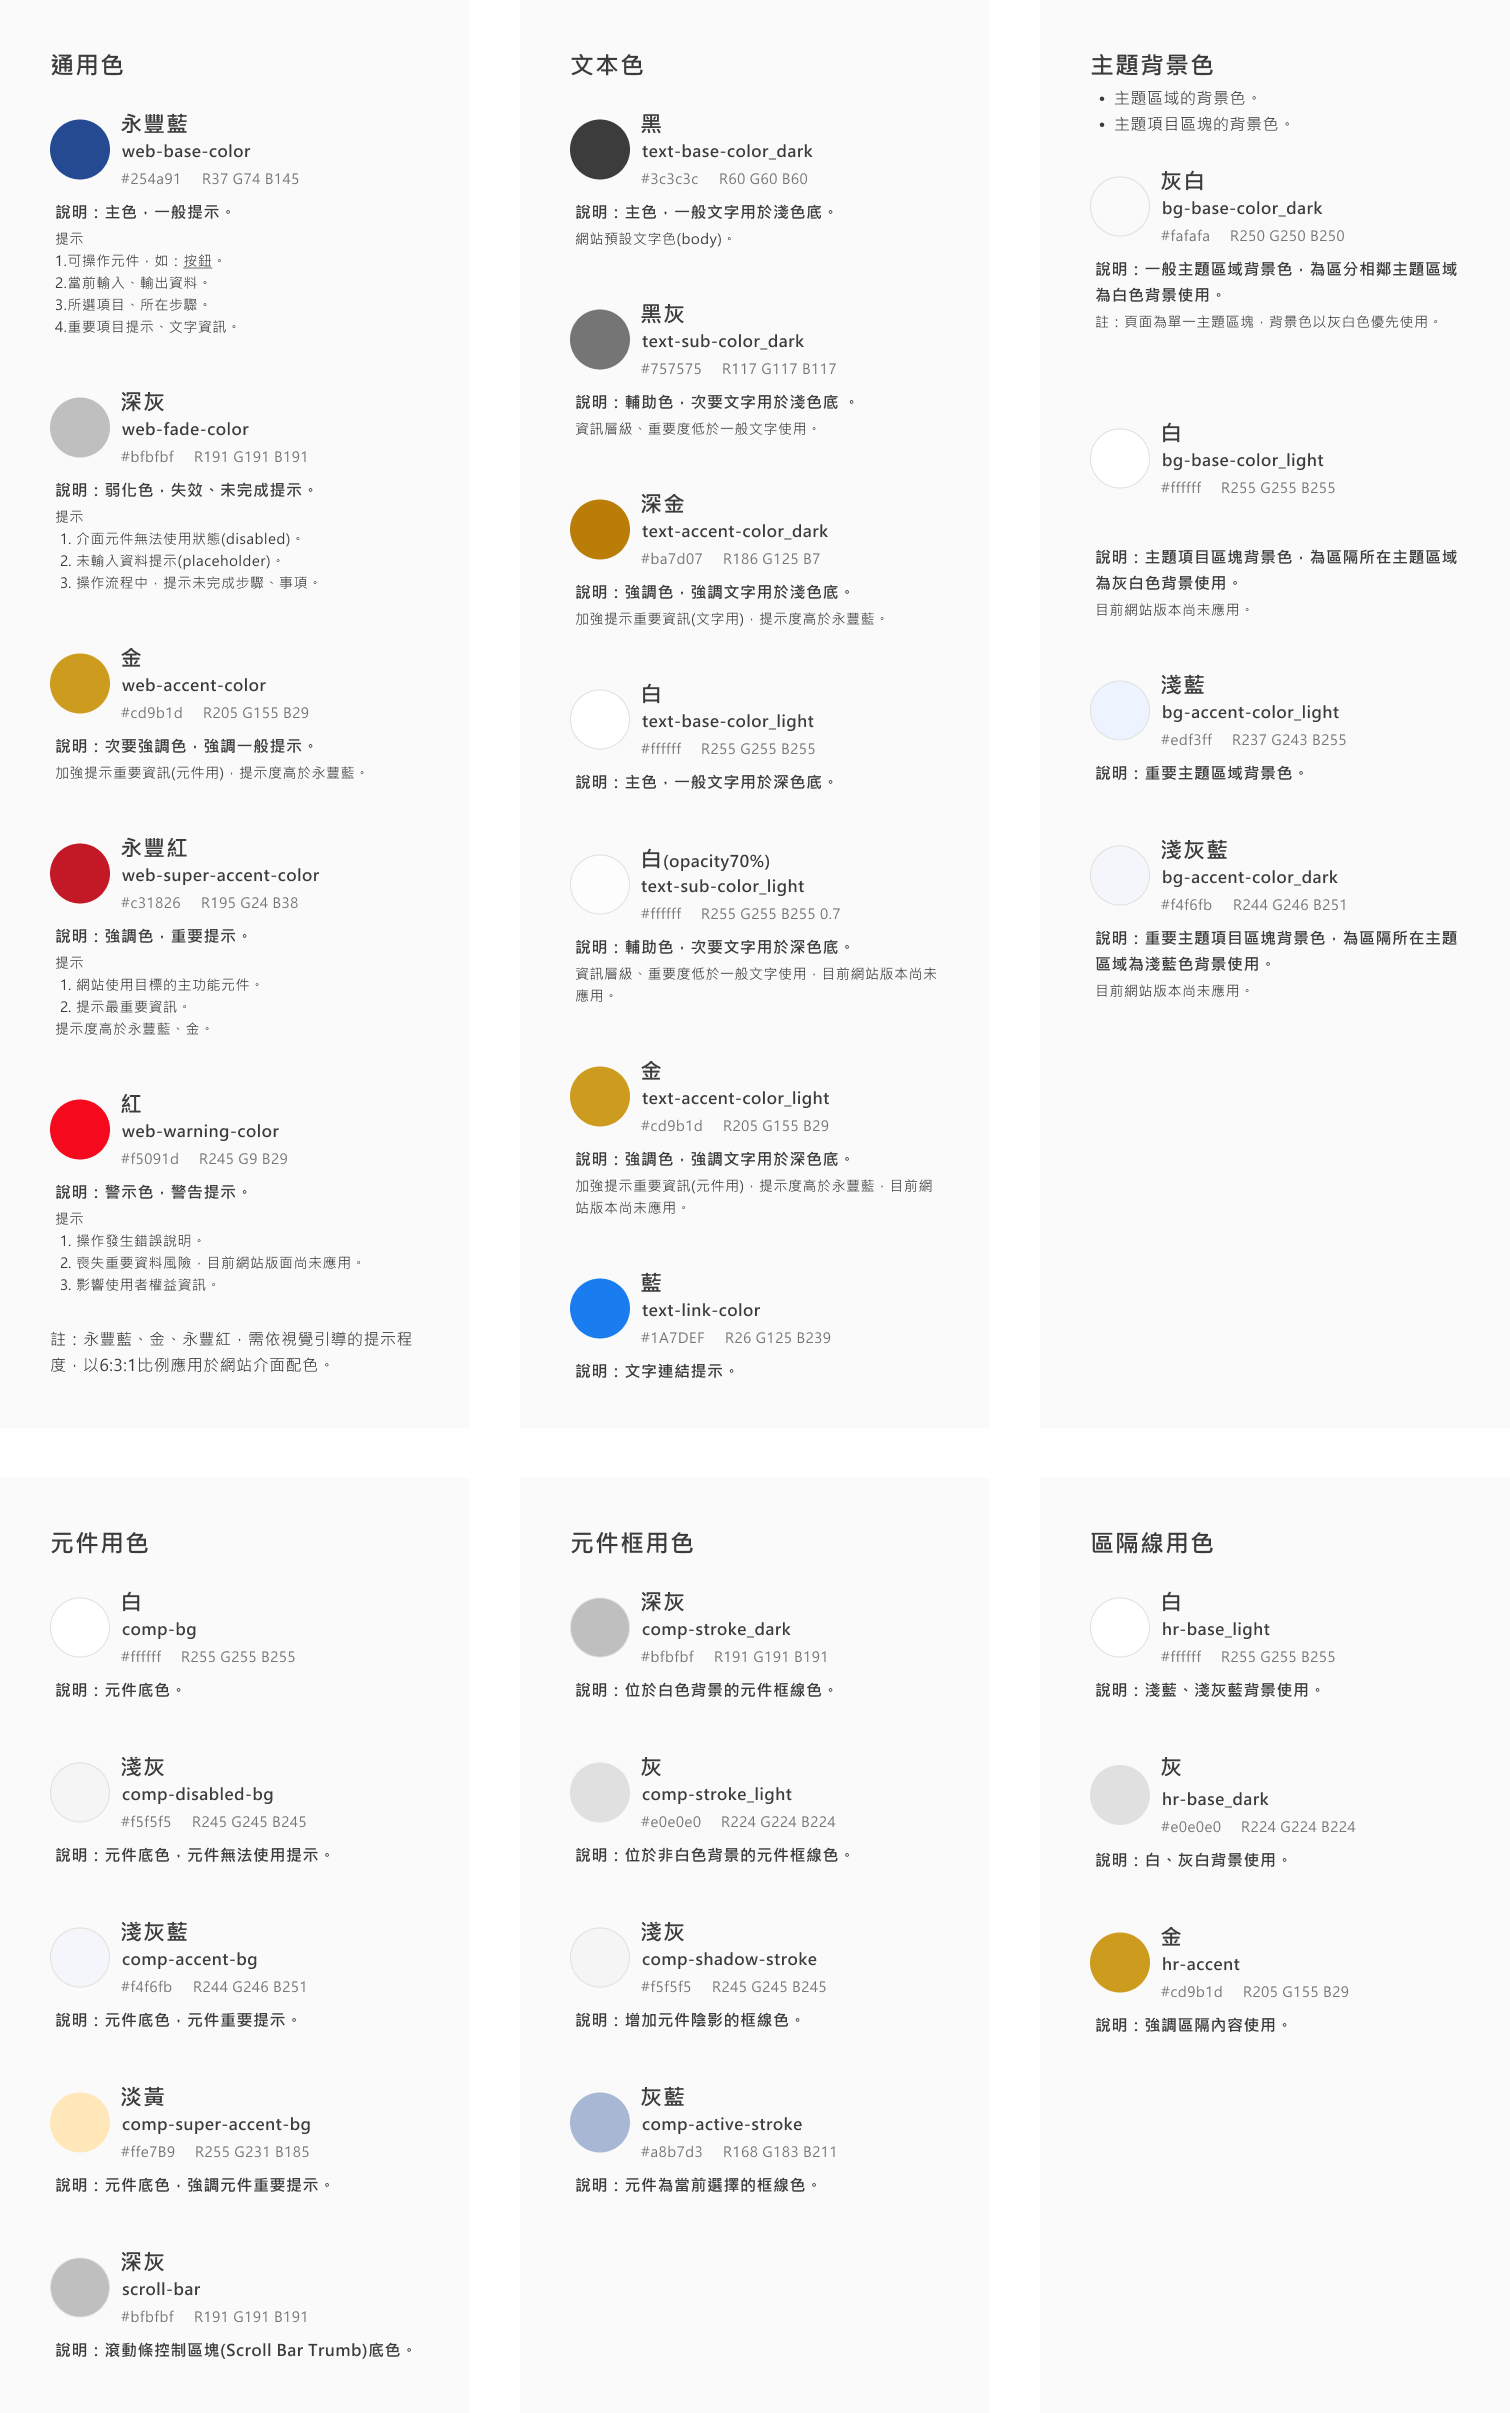 通用色
永豐藍
web-base-color
#254a91 R37 G74 B145
說明：主色，一般提示。
提示
1.可操作元件，如：按鈕。
2.當前輸入、輸出資料。
3.所選項目、所在步驟。
4.重要項目提示、文字資訊。
深灰
web-fade-color
#bfbfbf R191 G191 B191
說明：弱化色，失效、未完成提示。
提示
1. 介面元件無法使用狀態(disabled)。
2. 未輸入資料提示(placeholder)。
3. 操作流程中，提示未完成步驟、事項。
金
web-accent-color
#cd9b1d R205 G155 B29
說明：次要強調色，強調一般提示。
加強提示重要資訊(元件用)，提示度高於永豐藍。
永豐紅
web-super-accent-color
#c31826 R195 G24 B38
說明：強調色，重要提示。
提示
1. 網站使用目標的主功能元件。
2. 提示最重要資訊。
提示度高於永豐藍、金。
紅
web-warning-color
#f5091d R245 G9 B29
說明：警示色，警告提示。
提示
1. 操作發生錯誤說明。
2. 喪失重要資料風險，目前網站版面尚未應用。
3. 影響使用者權益資訊。
註：永豐藍、金、永豐紅，需依視覺引導的提示程
度，以6:3:1比例應用於網站介面配色。
文本色
黑
text-base-color_dark
#3c3c3c R60 G60 B60
說明：主色，一般文字用於淺色底。
網站預設文字色(body)。
黑灰
text-sub-color_dark
#757575 R117 G117 B117
說明：輔助色，次要文字用於淺色底 。
資訊層級、重要度低於一般文字使用。
深金
text-accent-color_dark
#ba7d07 R186 G125 B7
說明：強調色，強調文字用於淺色底。
加強提示重要資訊(文字用)，提示度高於永豐藍。
白
text-base-color_light
#ffffff R255 G255 B255
說明：主色，一般文字用於深色底。
白(opacity70%)
text-sub-color_light
#ffffff R255 G255 B255 0.7
說明：輔助色，次要文字用於深色底。
資訊層級、重要度低於一般文字使用，目前網站版本尚未
應用。
金
text-accent-color_light
#cd9b1d R205 G155 B29
說明：強調色，強調文字用於深色底。
加強提示重要資訊(元件用)，提示度高於永豐藍，目前網
站版本尚未應用。
藍
text-link-color
#1A7DEF R26 G125 B239
說明：文字連結提示。
主題背景色
• 主題區域的背景色。
• 主題項目區塊的背景色。
灰白
bg-base-color_dark
#fafafa R250 G250 B250
說明：一般主題區域背景色，為區分相鄰主題區域
為白色背景使用。
註：頁面為單一主題區塊，背景色以灰白色優先使用。
白
bg-base-color_light
#ffffff R255 G255 B255
說明：主題項目區塊背景色，為區隔所在主題區域
為灰白色背景使用。
目前網站版本尚未應用。
淺藍
bg-accent-color_light
#edf3ff R237 G243 B255
說明：重要主題區域背景色。
淺灰藍
bg-accent-color_dark
#f4f6fb R244 G246 B251
說明：重要主題項目區塊背景色，為區隔所在主題
區域為淺藍色背景使用。
目前網站版本尚未應用。
元件用色
白
comp-bg
#ffffff R255 G255 B255
說明：元件底色。
淺灰
comp-disabled-bg
#f5f5f5 R245 G245 B245
說明：元件底色，元件無法使用提示。
淺灰藍
comp-accent-bg
#f4f6fb R244 G246 B251
說明：元件底色，元件重要提示。
淡黃
comp-super-accent-bg
#ffe7B9 R255 G231 B185
說明：元件底色，強調元件重要提示。
深灰
scroll-bar
#bfbfbf R191 G191 B191
說明：滾動條控制區塊(Scroll Bar Trumb)底色。
元件框用色
深灰
comp-stroke_dark
#bfbfbf R191 G191 B191
說明：位於白色背景的元件框線色。
灰
comp-stroke_light
#e0e0e0 R224 G224 B224
說明：位於非白色背景的元件框線色。
淺灰
comp-shadow-stroke
#f5f5f5 R245 G245 B245
說明：增加元件陰影的框線色。
灰藍
comp-active-stroke
#a8b7d3 R168 G183 B211
說明：元件為當前選擇的框線色。
區隔線用色
白
hr-base_light
#ffffff R255 G255 B255
說明：淺藍、淺灰藍背景使用。
灰
hr-base_dark
#e0e0e0 R224 G224 B224
說明：白、灰白背景使用。
金
hr-accent
#cd9b1d R205 G155 B29
說明：強調區隔內容使用。